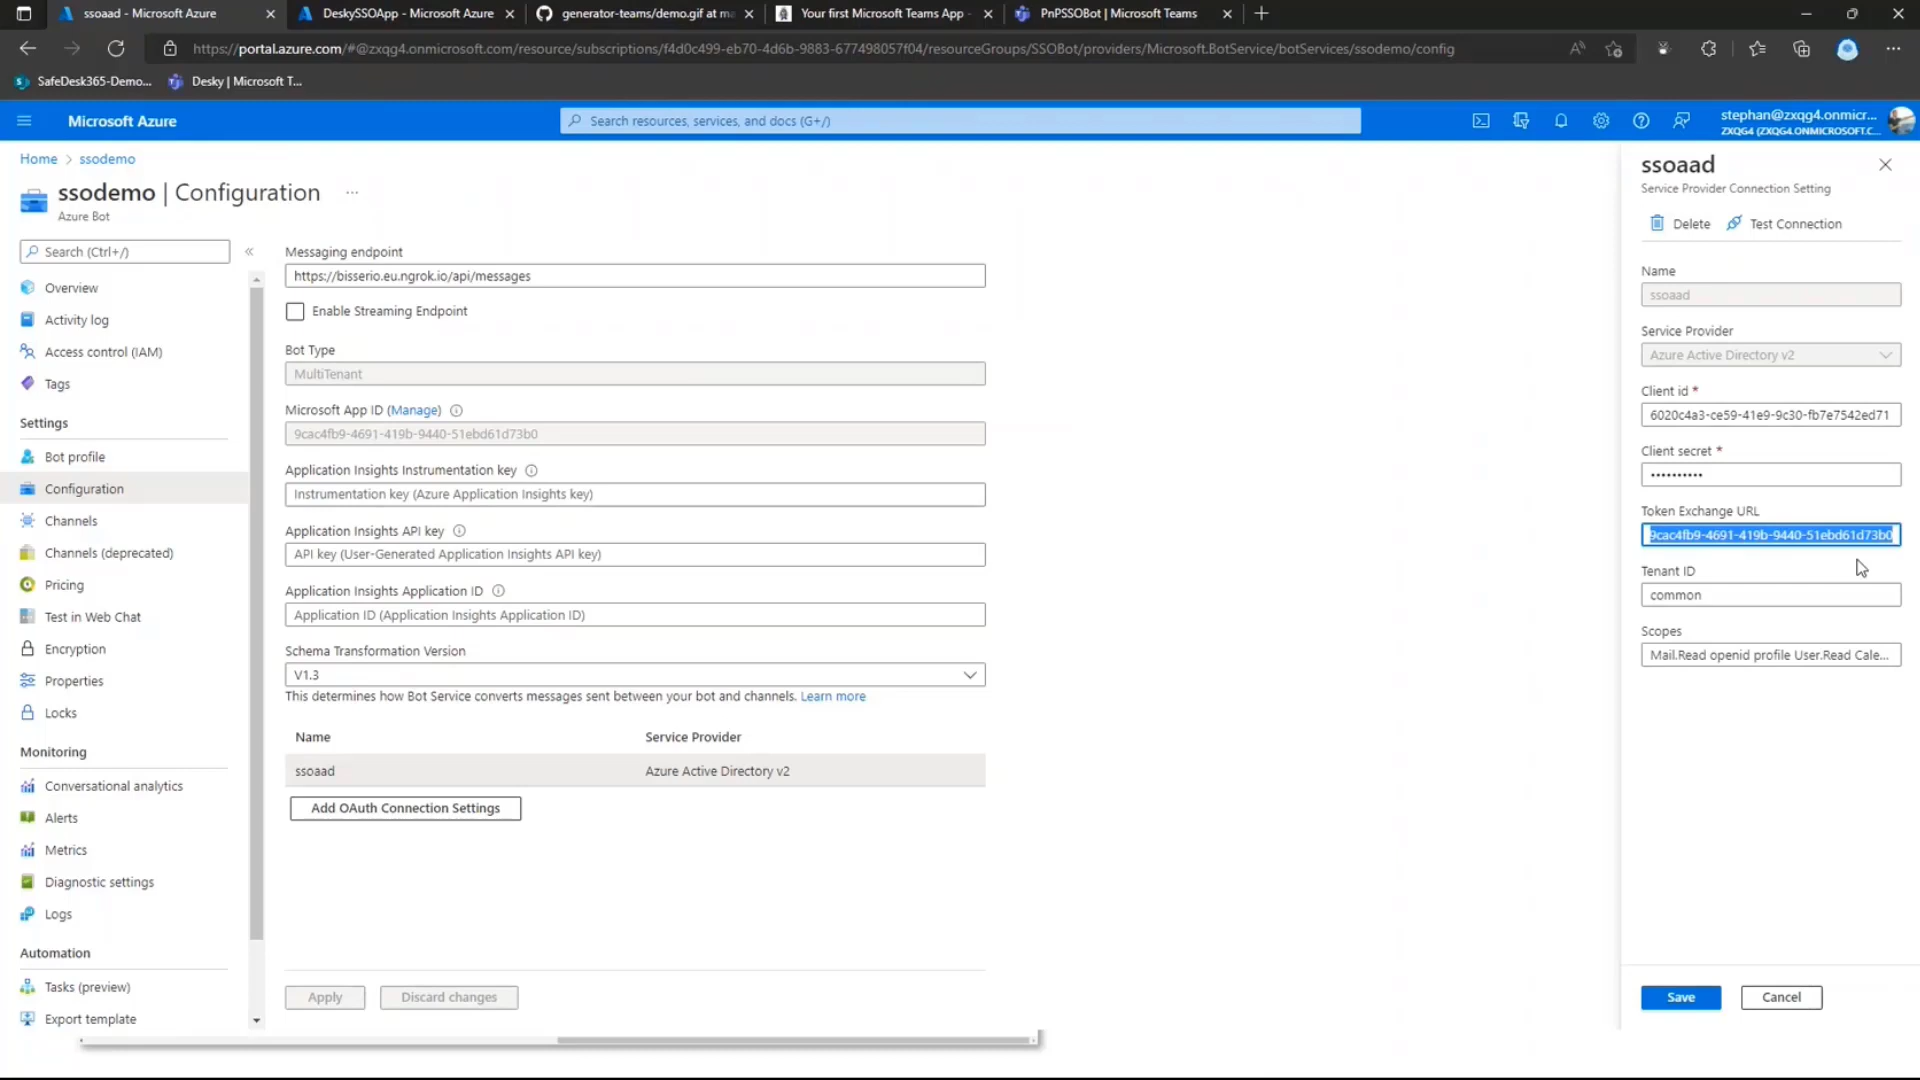 ssoaad - Microsoft Azure
DeskySSOApp - Microsoft Azure
generator-teams/demo.gif at ma
Your first Microsoft Teams App -
PnPSSOBot | Microsoft Teams
https://portal.azure.com/#@zxqg4.onmicrosoft.com/resource/subscriptions/f4d0c499-eb70-4d6b-9883-677498057f04/resourceGroups/SSOBot/providers/Microsoft.BotService/botServices/ssodemo/config
SafeDesk365-Demo...
Desky | Microsoft T...
Microsoft Azure
Search resources, services, and docs (G+/)
stephan@zxqg4.onmicr...
ZXQG4 (ZXQG4.ONMICROSOFT.C...
Home > ssodemo
ssodemo | Configuration ...
Azure Bot
Search (Ctrl+/)
«
Overview
Activity log
Access control (IAM)
Tags
Settings
Bot profile
Configuration
Channels
Channels (deprecated)
Pricing
Test in Web Chat
Encryption
Properties
Locks
Monitoring
Conversational analytics
Alerts
Metrics
Diagnostic settings
Logs
Automation
Tasks (preview)
Export template
Messaging endpoint
https://bisserio.eu.ngrok.io/api/messages
Enable Streaming Endpoint
Bot Type
MultiTenant
Microsoft App ID (Manage)
9cac4fb9-4691-419b-9440-51ebd61d73b0
Application Insights Instrumentation key
Instrumentation key (Azure Application Insights key)
Application Insights API key
API key (User-Generated Application Insights API key)
Application Insights Application ID
Application ID (Application Insights Application ID)
Schema Transformation Version
V1.3
This determines how Bot Service converts messages sent between your bot and channels. Learn more
Name Service Provider
ssoaad Azure Active Directory v2
Add OAuth Connection Settings
Apply
Discard changes
ssoaad
Service Provider Connection Setting
Delete
Test Connection
Name
ssoaad
Service Provider
Azure Active Directory v2
Client id *
6020c4a3-ce59-41e9-9c30-fb7e7542ed71
Client secret *
••••••••••
Token Exchange URL
9cac4fb9-4691-419b-9440-51ebd61d73b0
Tenant ID
common
Scopes
Mail.Read openid profile User.Read Cale...
Save
Cancel